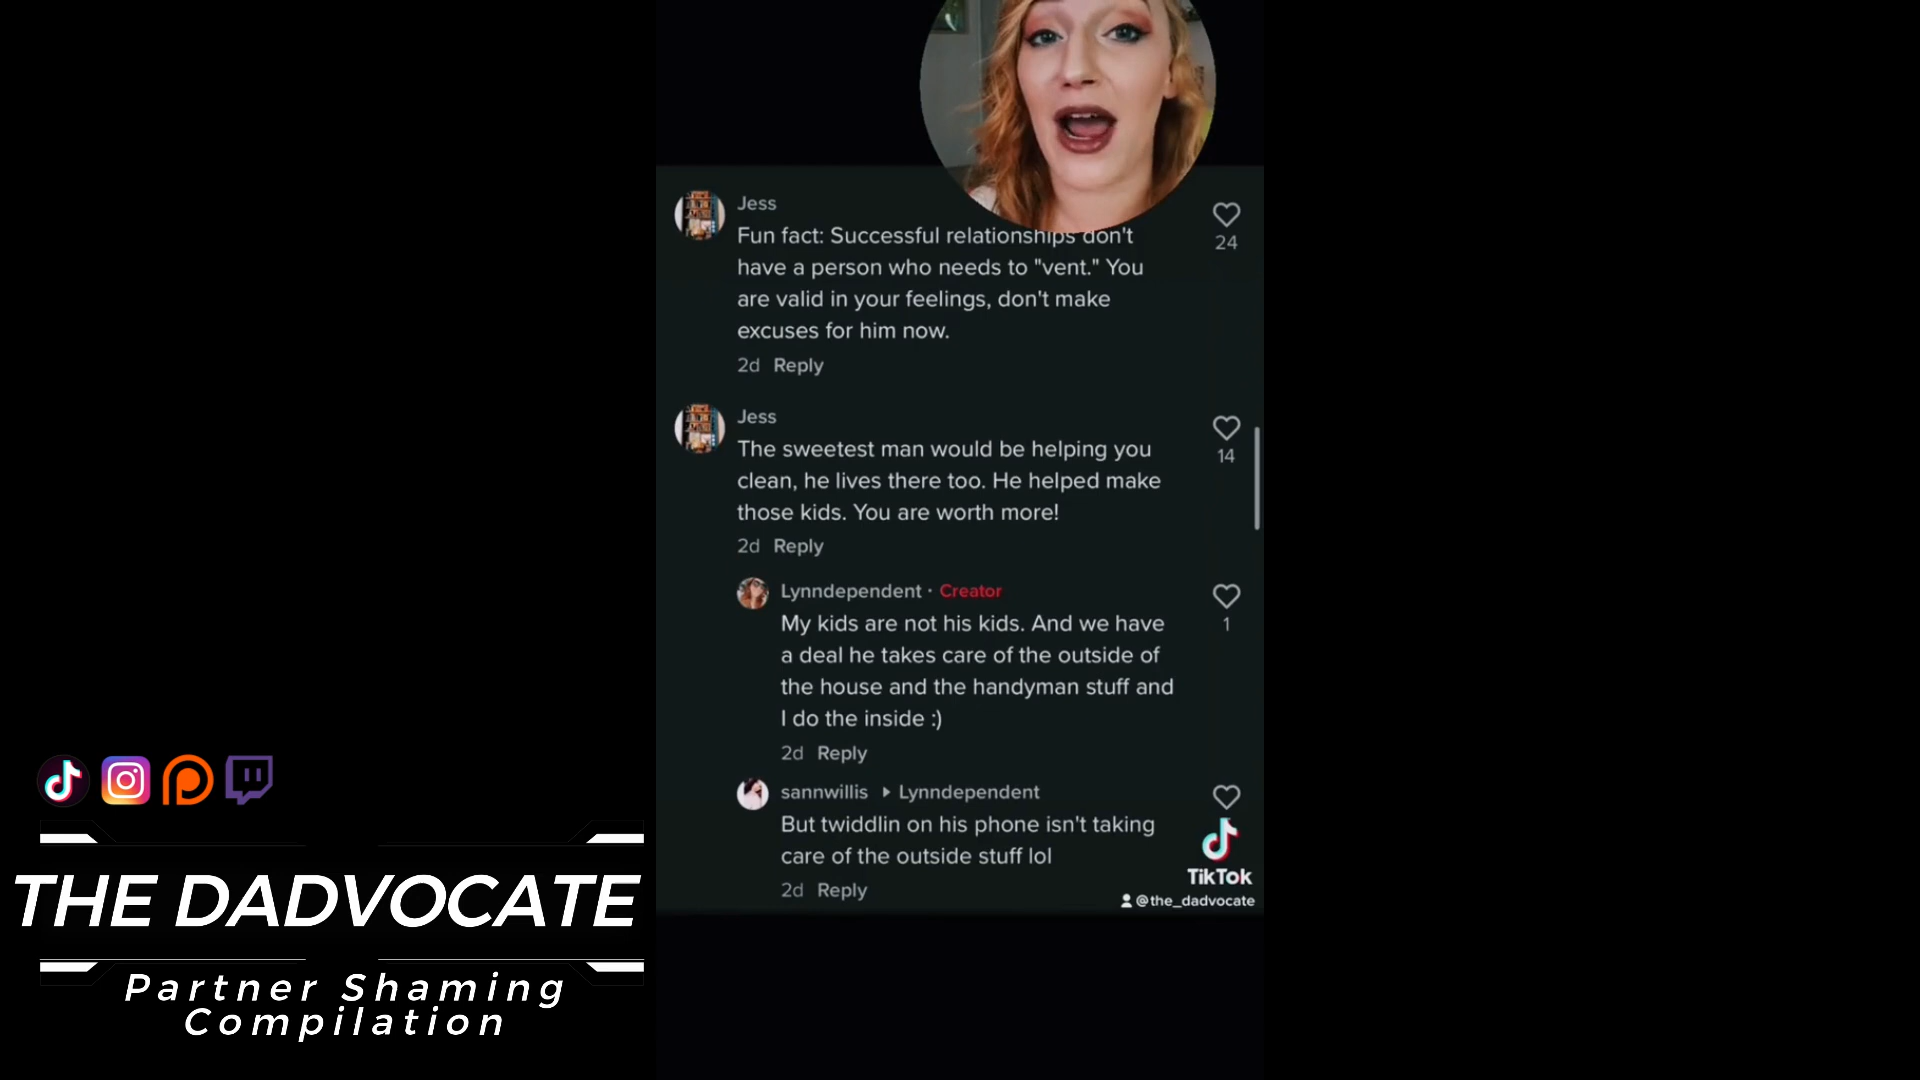 Jess
Fun fact: Successful relationships don't
have a person who needs to "vent." You
are valid in your feelings, don't make
excuses for him now.
2d Reply
24
Jess
The sweetest man would be helping you
clean, he lives there too. He helped make
those kids. You are worth more!
2d Reply
14
Lynndependent · Creator
My kids are not his kids. And we have
a deal he takes care of the outside of
the house and the handyman stuff and
I do the inside :)
2d Reply
1
sannwillis ▸ Lynndependent
But twiddlin on his phone isn't taking
care of the outside stuff lol
2d Reply
TikTok
@the_dadvocate
THE DADVOCATE
Partner Shaming
Compilation